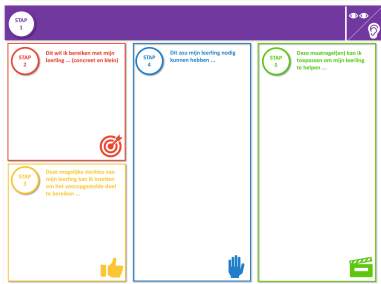 STAP
1
STAP
2
Dit wil ik bereiken met mijn
leerling ... (concreet en klein)
STAP
3
Deze mogelijke sterktes van
mijn leerling kan ik inzetten
om het vooropgestelde doel
te bereiken ...
STAP
4
Dit zou mijn leerling nodig
kunnen hebben ...
STAP
5
Deze maatregel(en) kan ik
toepassen om mijn leerling
te helpen ...